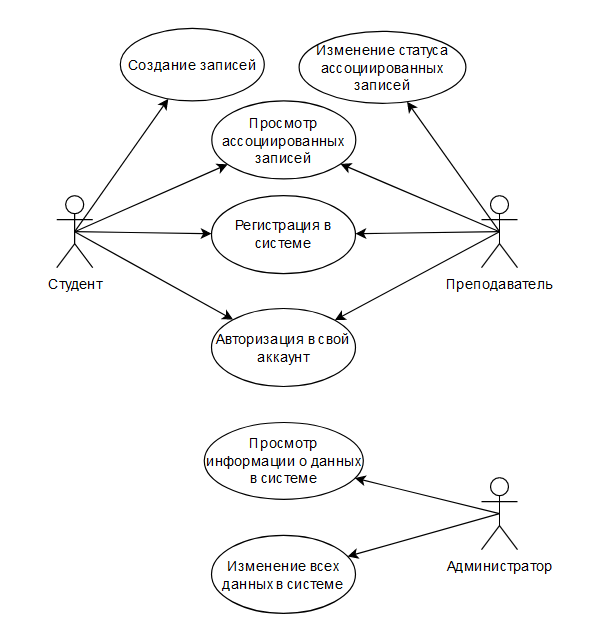 Создание записей
Изменение статуса
ассоциированных
записей
Просмотр
ассоциированных
записей
Регистрация в
системе
Студент
Преподаватель
Авторизация в свой
аккаунт
Просмотр
информации о данных
в системе
Изменение всех
данных в системе
Администратор